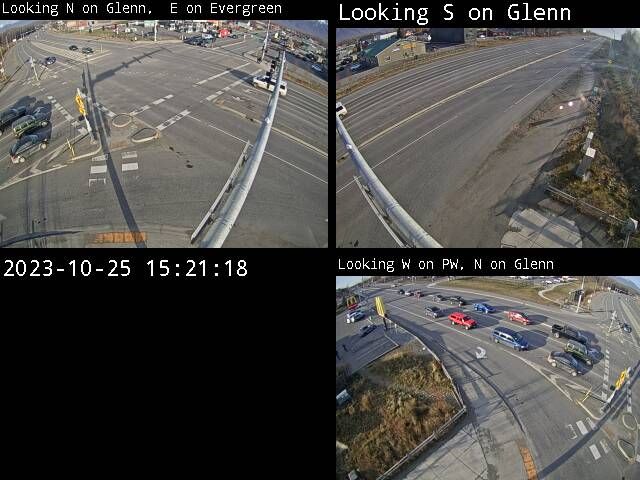 Looking N on Glenn,  E on Evergreen
Looking S on Glenn
2023-10-25 15:21:18
Looking W on PW, N on Glenn